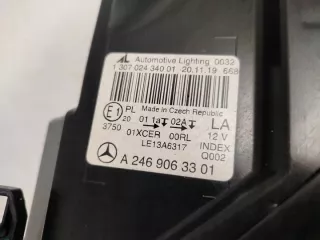 AL Automotive Lighting 0632
1 307 024 340 01 20.11.19 668
E1 PL Made in Czech Republic
20 01 1a 02A LA
3750 01XCER 00RL 12 V
LE13A6317 INDEX
Q002
A 246 906 33 01